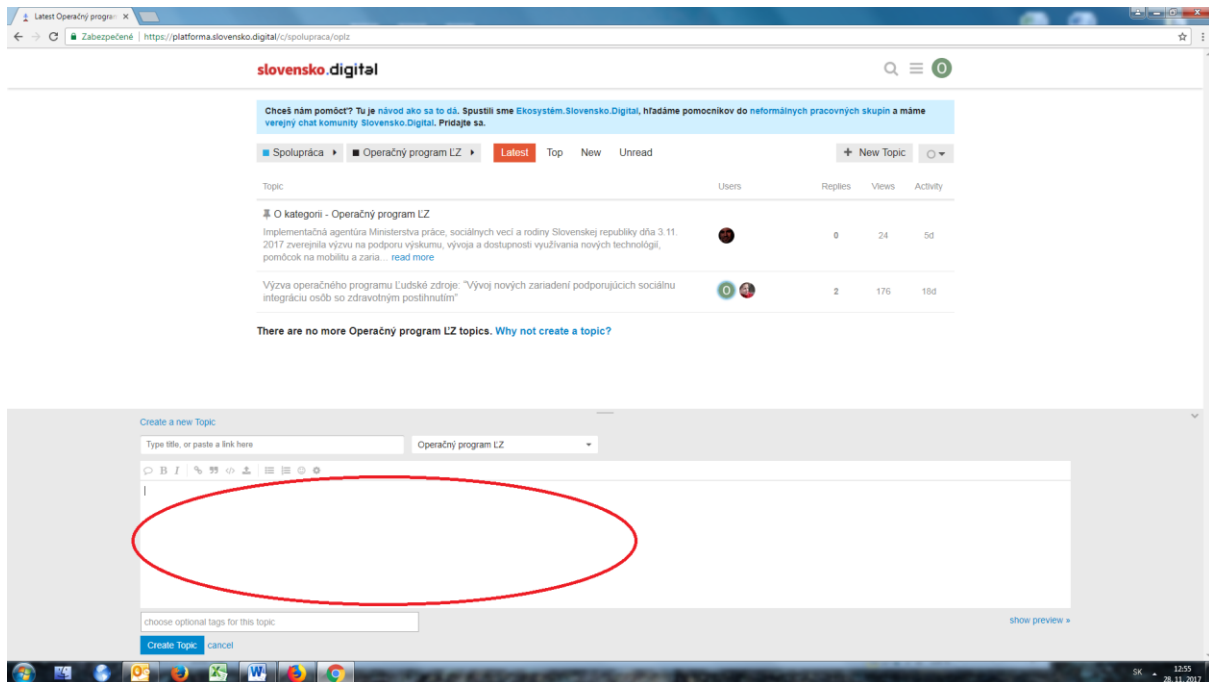 Latest Operačný program ×
Zabezpečené | https://platforma.slovensko.digital/c/spolupraca/oplz
slovensko.digital
O
Chceš nám pomôcť? Tu je návod ako sa to dá. Spustili sme Ekosystém.Slovensko.Digital, hľadáme pomocníkov do neformálnych pracovných skupín a máme
verejný chat komunity Slovensko.Digital. Pridajte sa.
Spolupráca Operačný program ĽZ Latest Top New Unread + New Topic
Topic Users Replies Views Activity
O kategorii - Operačný program ĽZ
Implementačná agentúra Ministerstva práce, sociálnych vecí a rodiny Slovenskej republiky dňa 3.11.
2017 zverejnila výzvu na podporu výskumu, vývoja a dostupnosti využívania nových technológií,
pomôcok na mobilitu a zaria... read more
0 24 5d
Výzva operačného programu Ľudské zdroje: "Vývoj nových zariadení podporujúcich sociálnu
integráciu osôb so zdravotným postihnutím"
O 2 176 18d
There are no more Operačný program ĽZ topics. Why not create a topic?
Create a new Topic
Type title, or paste a link here Operačný program ĽZ
B I
choose optional tags for this topic
show preview »
Create Topic cancel
SK 12:55
28. 11. 2017